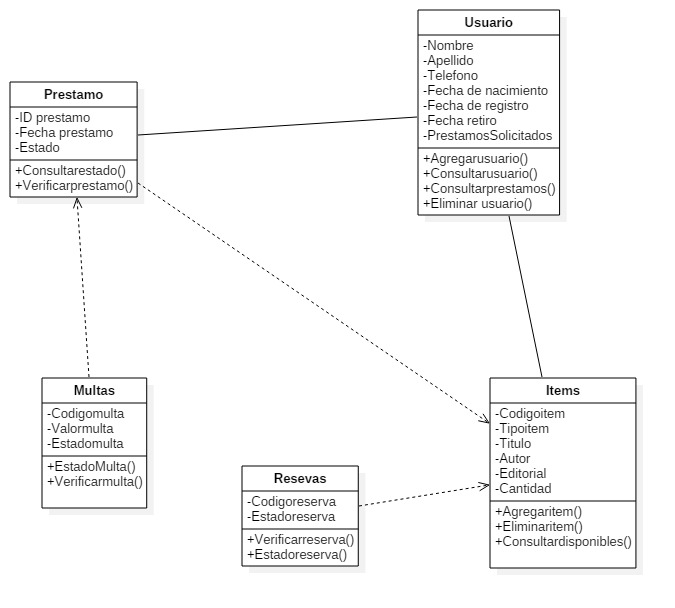 Usuario
-Nombre
-Apellido
-Telefono
-Fecha de nacimiento
-Fecha de registro
-Fecha retiro
-PrestamosSolicitados
+Agregarusuario()
+Consultarusuario()
+Consultarprestamos()
+Eliminar usuario()
Prestamo
-ID prestamo
-Fecha prestamo
-Estado
+Consultarestado()
+Verificarprestamo()
Multas
-Codigomulta
-Valormulta
-Estadomulta
+EstadoMulta()
+Verificarmulta()
Resevas
-Codigoreserva
-Estadoreserva
+Verificarreserva()
+Estadoreserva()
Items
-Codigoitem
-Tipoitem
-Titulo
-Autor
-Editorial
-Cantidad
+Agregaritem()
+Eliminaritem()
+Consultardisponibles()